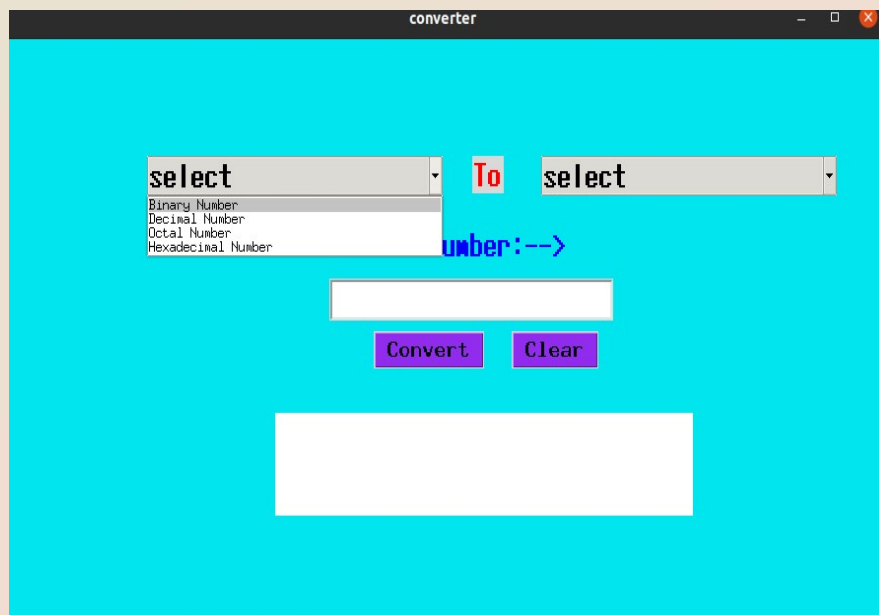 converter
select To select
Binary Number
Decimal Number
Octal Number
Hexadecimal Number
umber:-->
Convert Clear